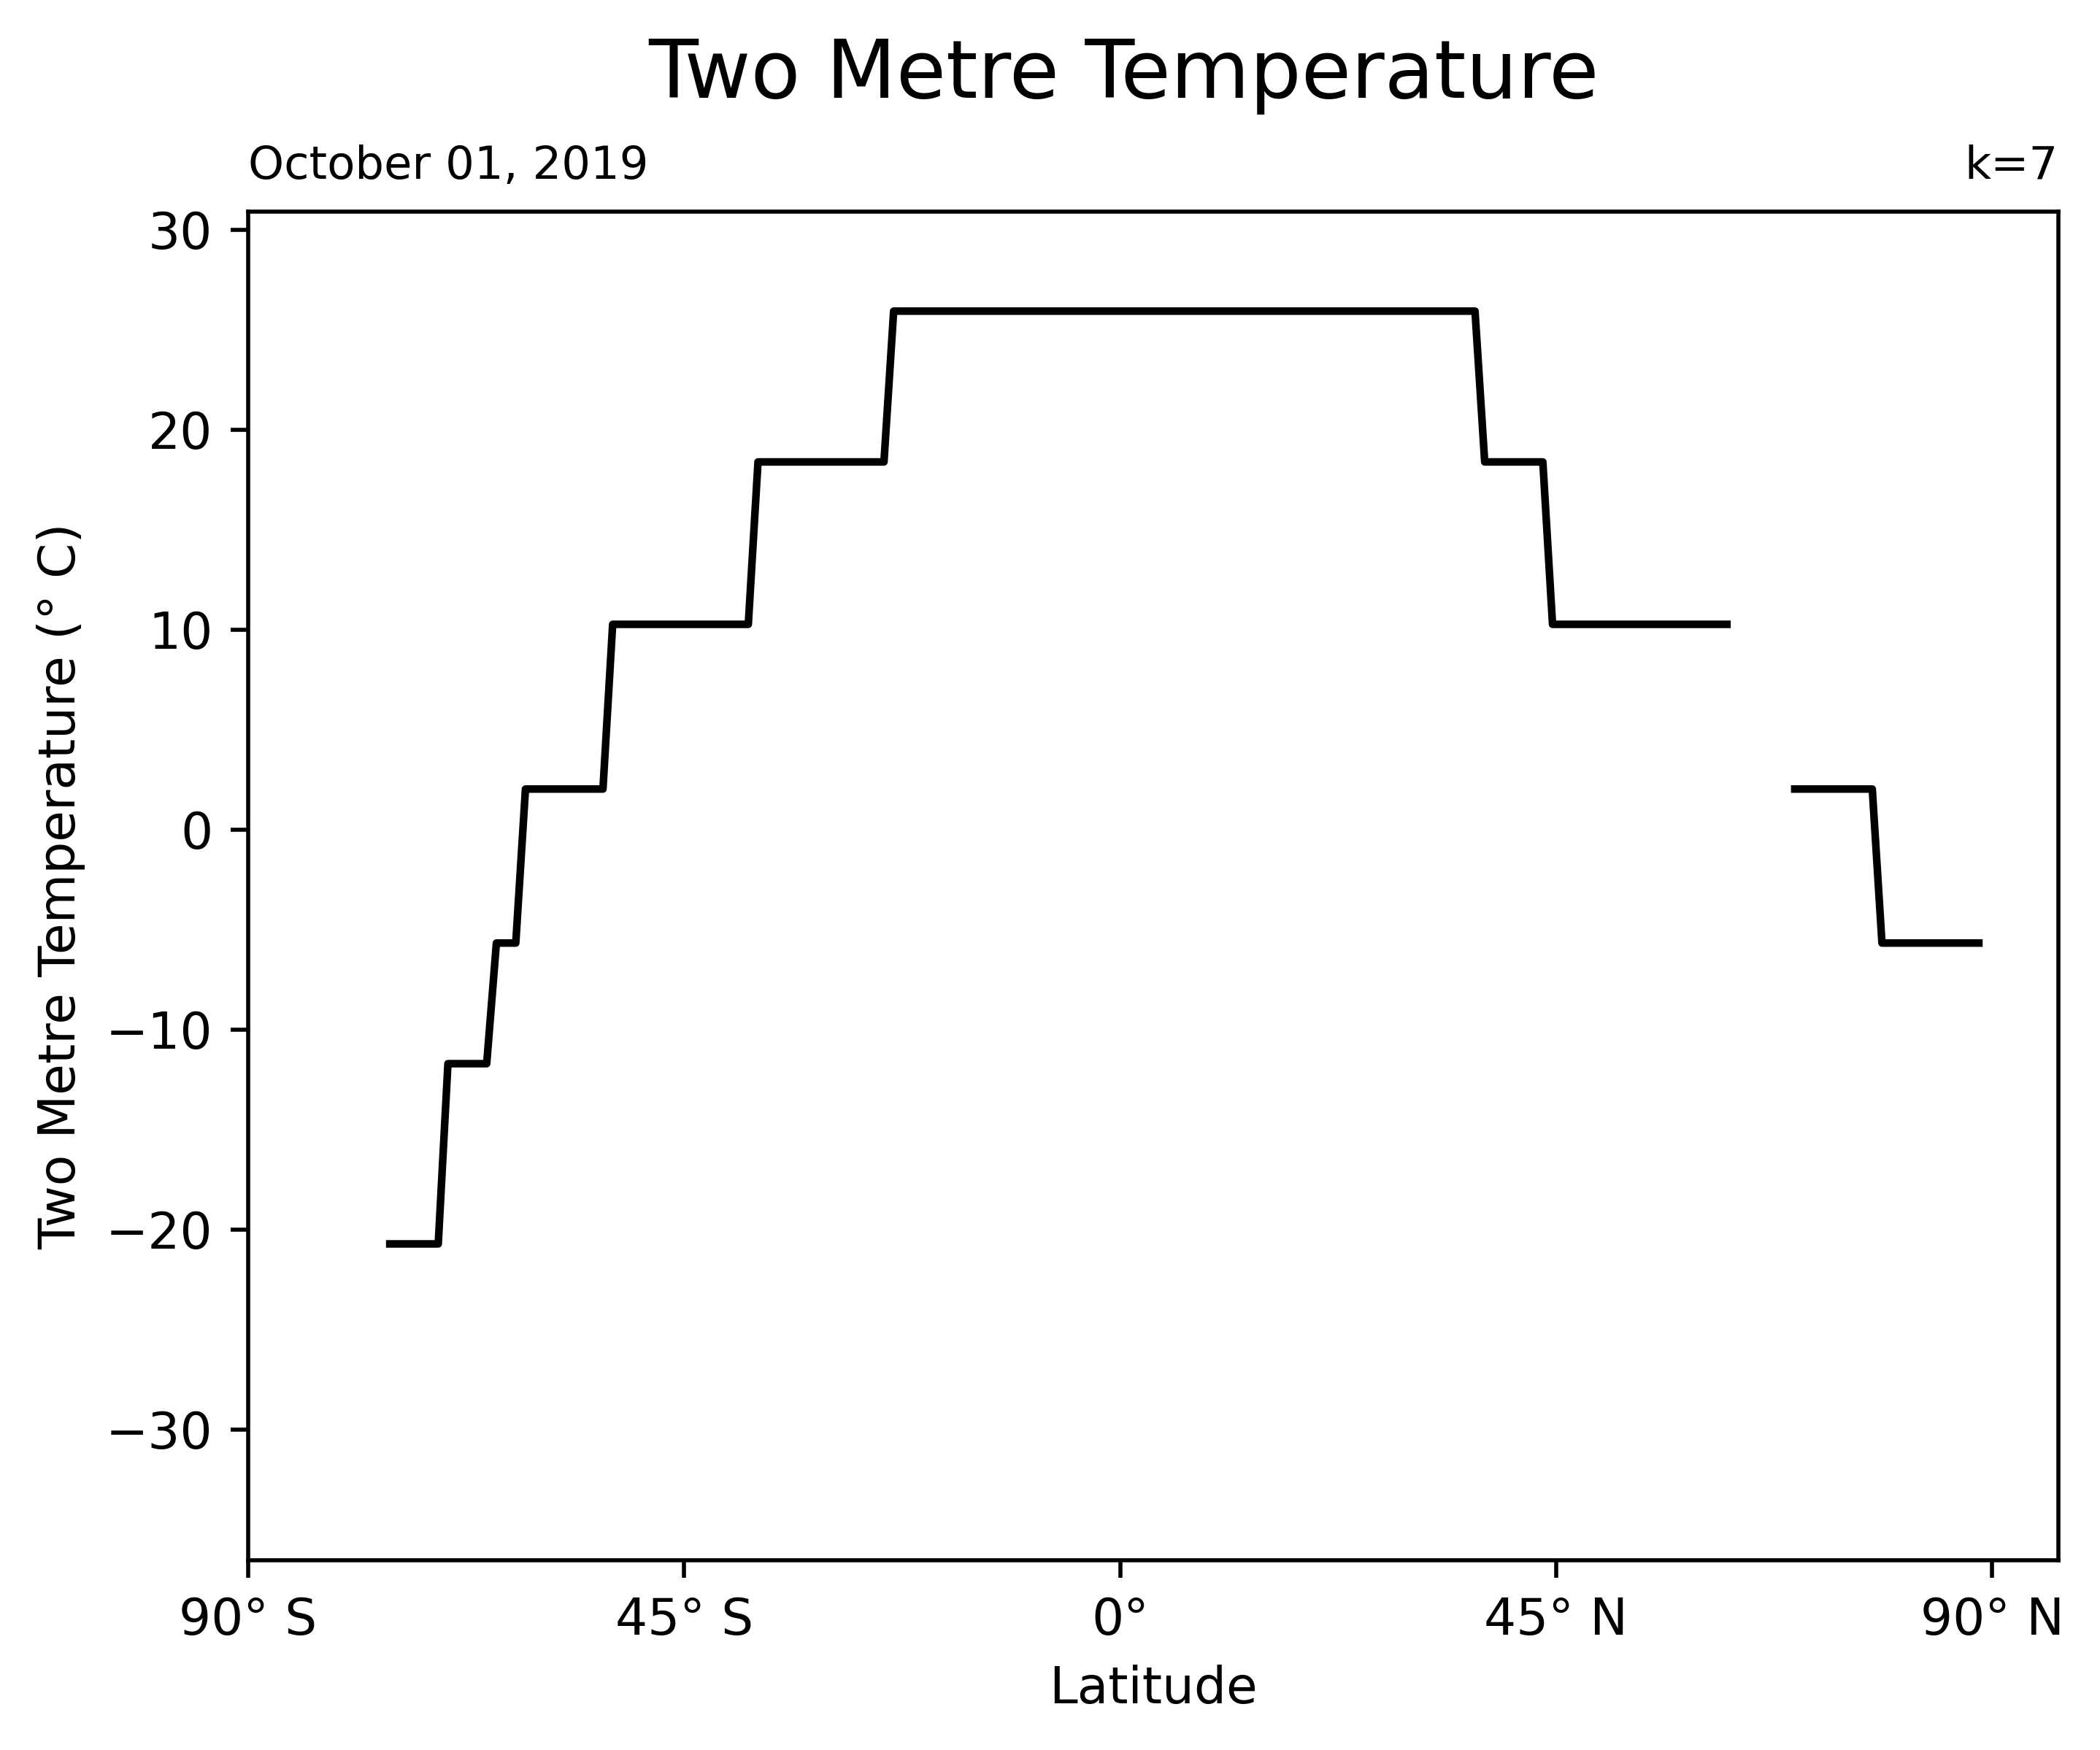 Two Metre Temperature
October 01, 2019
k=7
30
20
10
0
−10
−20
−30
Two Metre Temperature (° C)
90° S
45° S
0°
45° N
90° N
Latitude